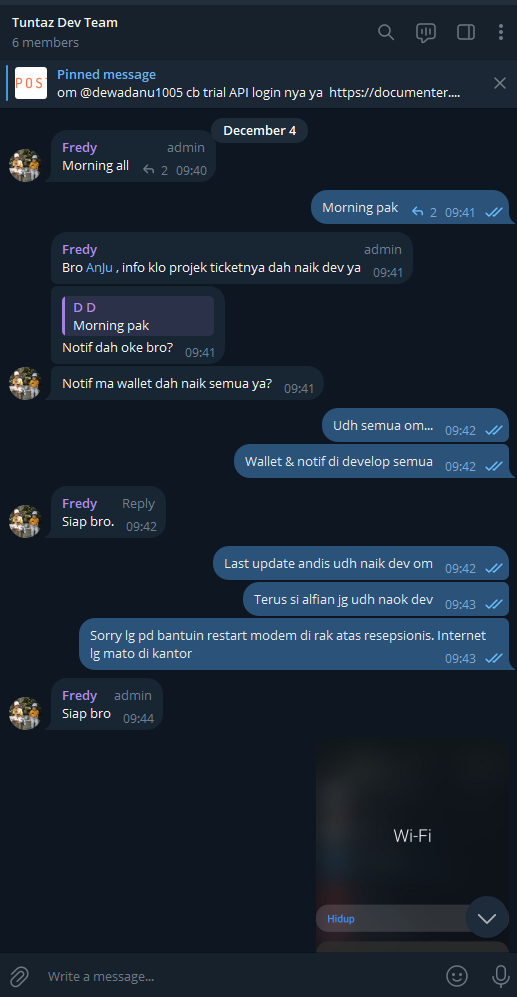 Tuntaz Dev Team
6 members
Pinned message
POST
om @dewadanu1005 cb trial API login nya ya https://documenter....
December 4
Fredy admin
Morning all 2 09:40
Morning pak 2 09:41
Fredy admin
Bro AnJu , info klo projek ticketnya dah naik dev ya 09:41
D D
Morning pak
Notif dah oke bro? 09:41
Notif ma wallet dah naik semua ya? 09:41
Udh semua om... 09:42
Wallet & notif di develop semua 09:42
Fredy Reply
Siap bro. 09:42
Last update andis udh naik dev om 09:42
Terus si alfian jg udh naok dev 09:43
Sorry lg pd bantuin restart modem di rak atas resepsionis. Internet
lg mato di kantor 09:43
Fredy admin
Siap bro 09:44
Wi-Fi
Hidup
Write a message...